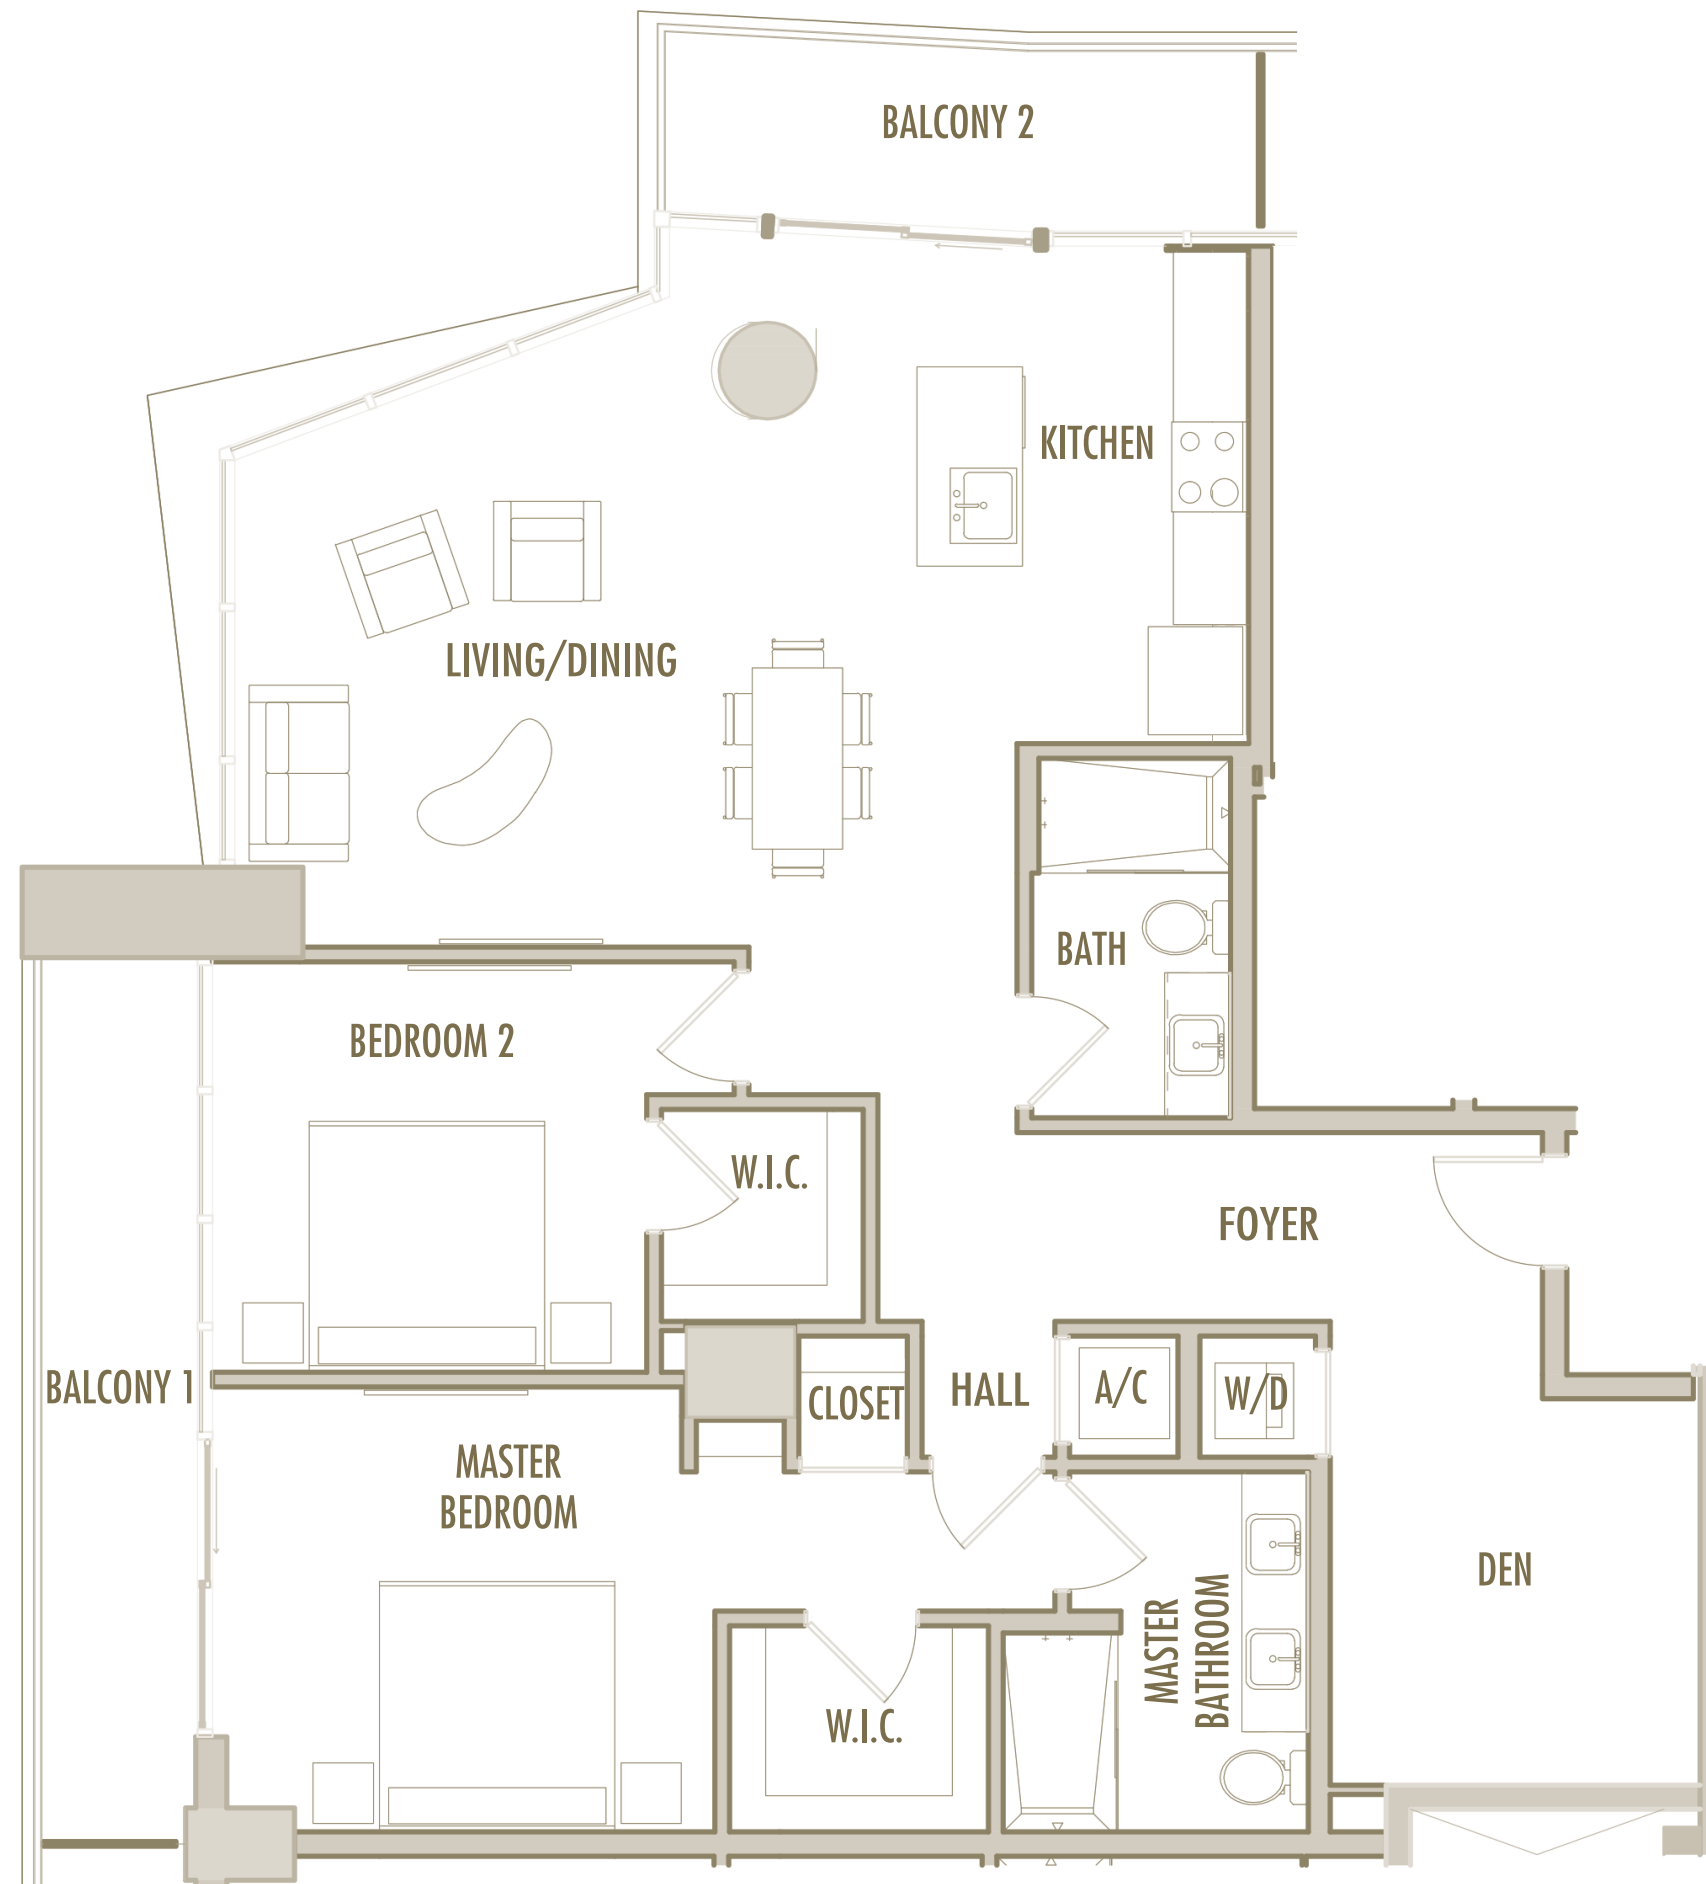 BALCONY 2
KITCHEN
LIVING/DINING
BATH
BEDROOM 2
W.I.C.
FOYER
BALCONY 1
CLOSET
HALL
A/C
W/D
MASTER
BEDROOM
DEN
MASTER
BATHROOM
W.I.C.